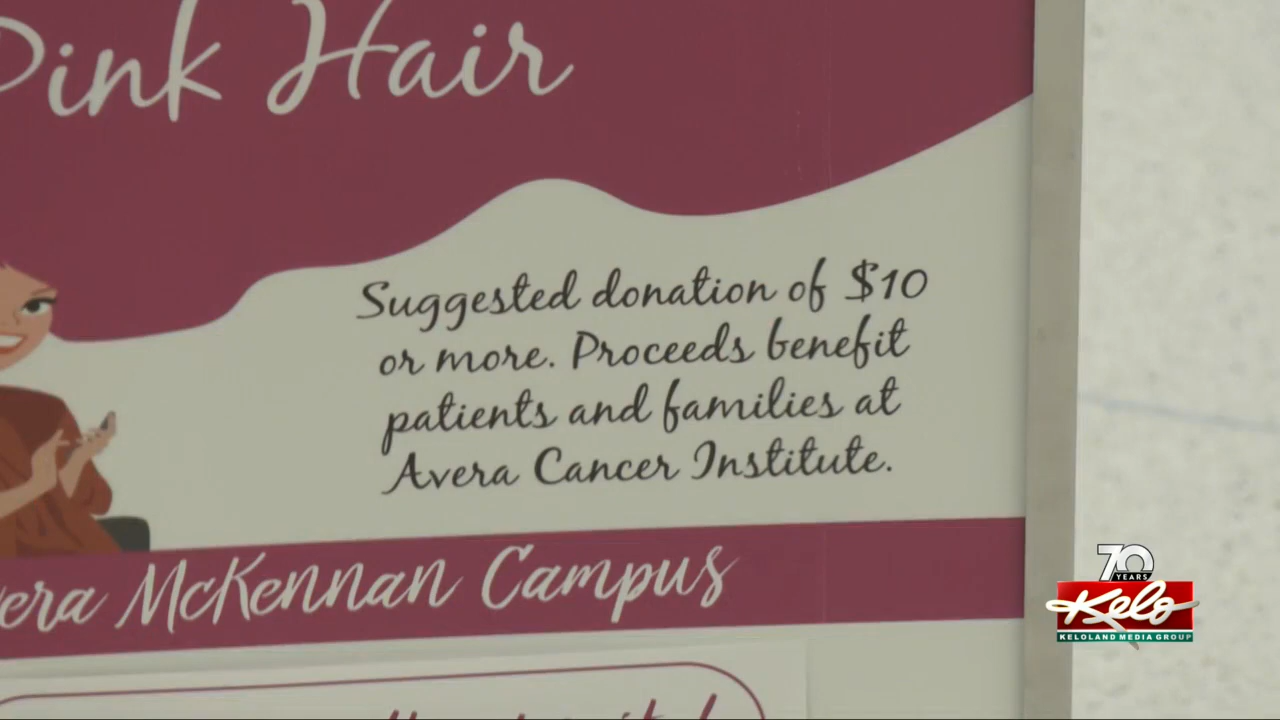 Pink Hair
Suggested donation of $10
or more. Proceeds benefit
patients and families at
Avera Cancer Institute.
McKennan Campus
70
YEARS
Kelo
KELOLAND MEDIA GROUP